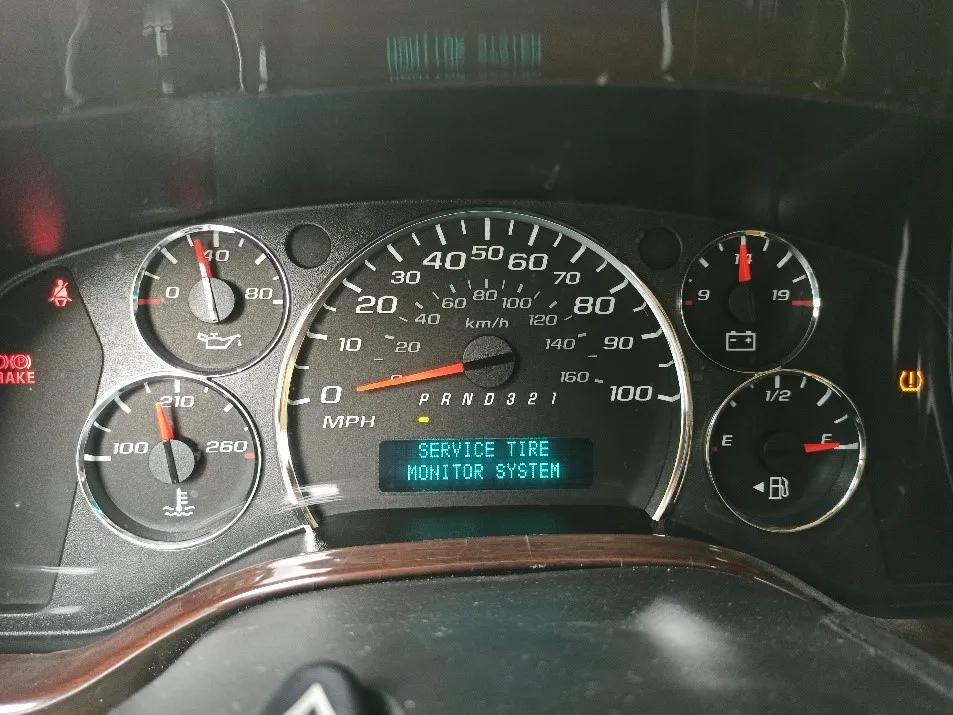 40
0 80
210
100 260
40 50 60
30 70
20 80
10 90
0 100
60 80 100
40 120
20 140
0 160
km/h
MPH
P R N D 3 2 1
SERVICE TIRE
MONITOR SYSTEM
14
9 19
1/2
E F